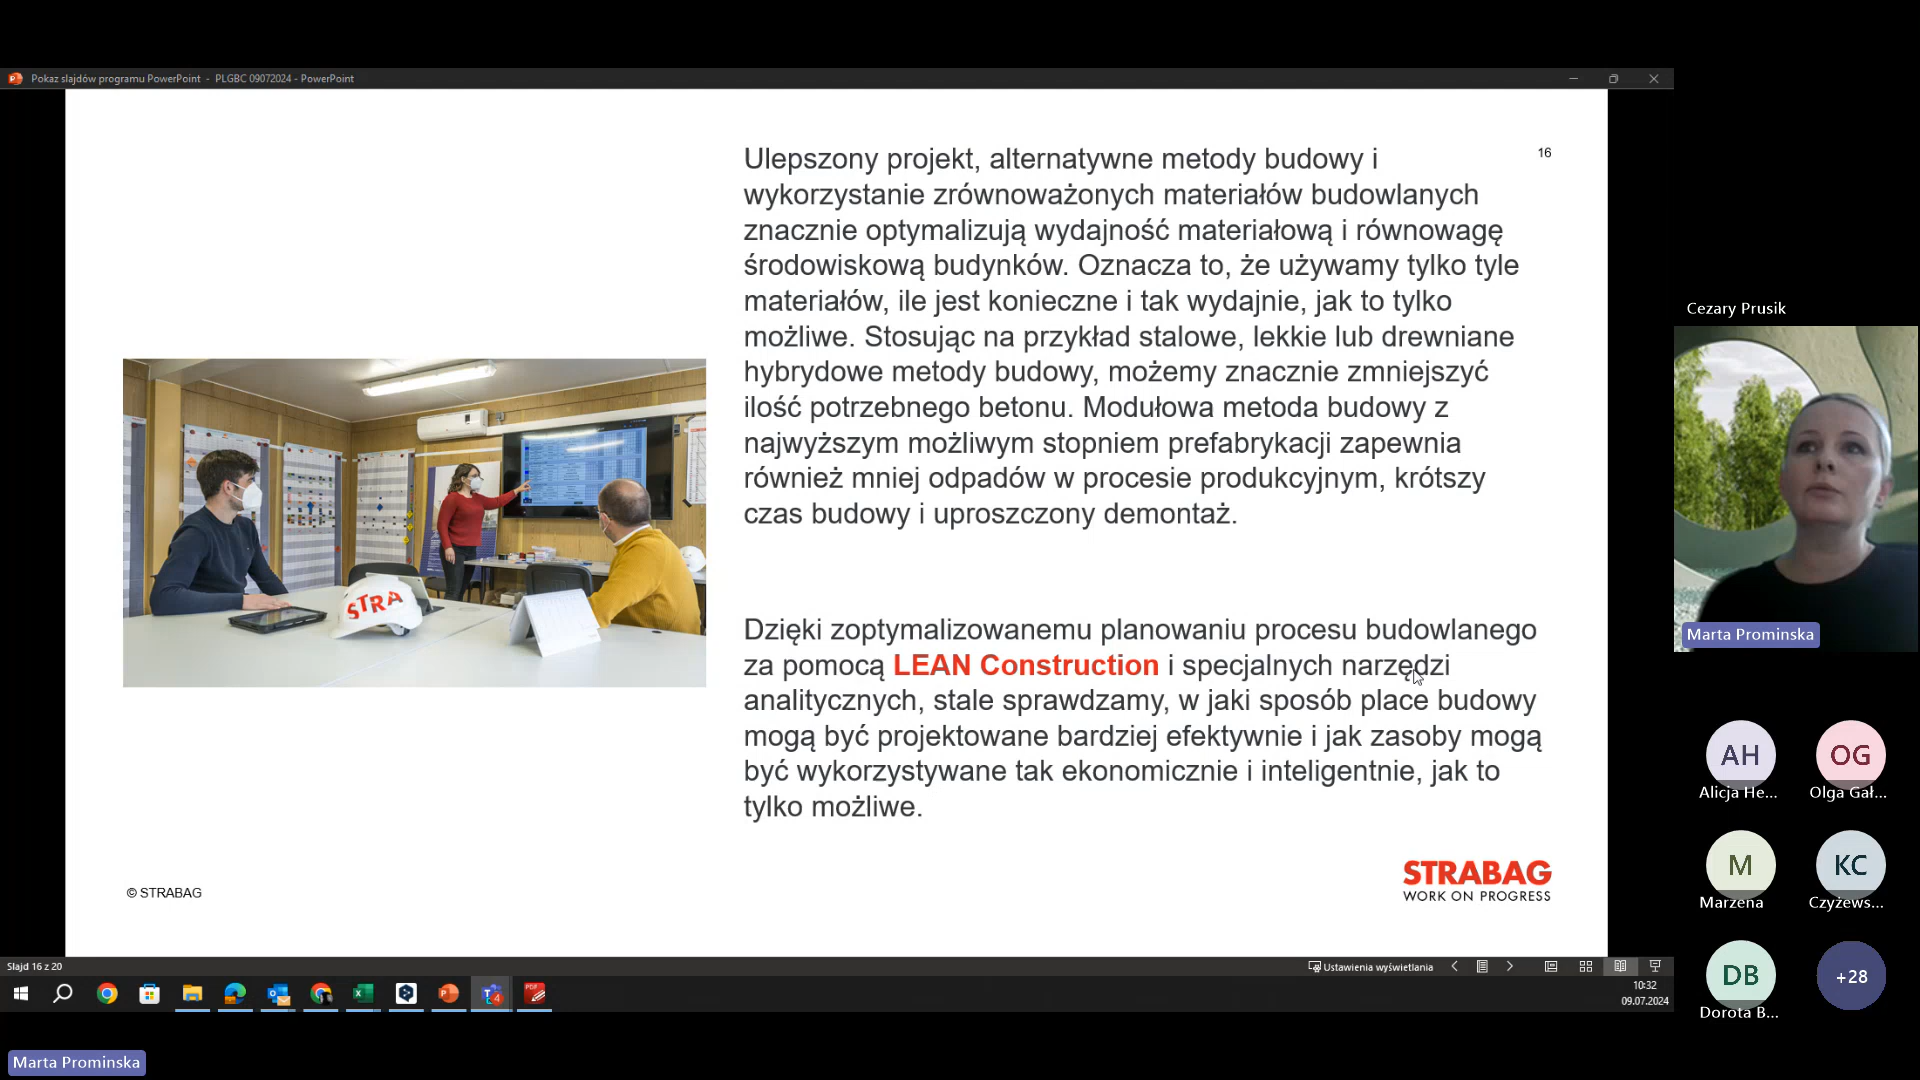 Pokaz slajdów programu PowerPoint - PLGBC 09072024 - PowerPoint
16
Ulepszony projekt, alternatywne metody budowy i
wykorzystanie zrównoważonych materiałów budowlanych
znacznie optymalizują wydajność materiałową i równowagę
środowiskową budynków. Oznacza to, że używamy tylko tyle
materiałów, ile jest konieczne i tak wydajnie, jak to tylko
możliwe. Stosując na przykład stalowe, lekkie lub drewniane
hybrydowe metody budowy, możemy znacznie zmniejszyć
ilość potrzebnego betonu. Modułowa metoda budowy z
najwyższym możliwym stopniem prefabrykacji zapewnia
również mniej odpadów w procesie produkcyjnym, krótszy
czas budowy i uproszczony demontaż.
Dzięki zoptymalizowanemu planowaniu procesu budowlanego
za pomocą LEAN Construction i specjalnych narzędzi
analitycznych, stale sprawdzamy, w jaki sposób place budowy
mogą być projektowane bardziej efektywnie i jak zasoby mogą
być wykorzystywane tak ekonomicznie i inteligentnie, jak to
tylko możliwe.
STRA
© STRABAG
STRABAG
WORK ON PROGRESS
Slajd 16 z 20
Ustawienia wyświetlania
10:32
09.07.2024
Marta Prominska
Cezary Prusik
Marta Prominska
AH
Alicja He...
OG
Olga Gał...
M
Marzena
KC
Czyżews...
DB
Dorota B...
+28